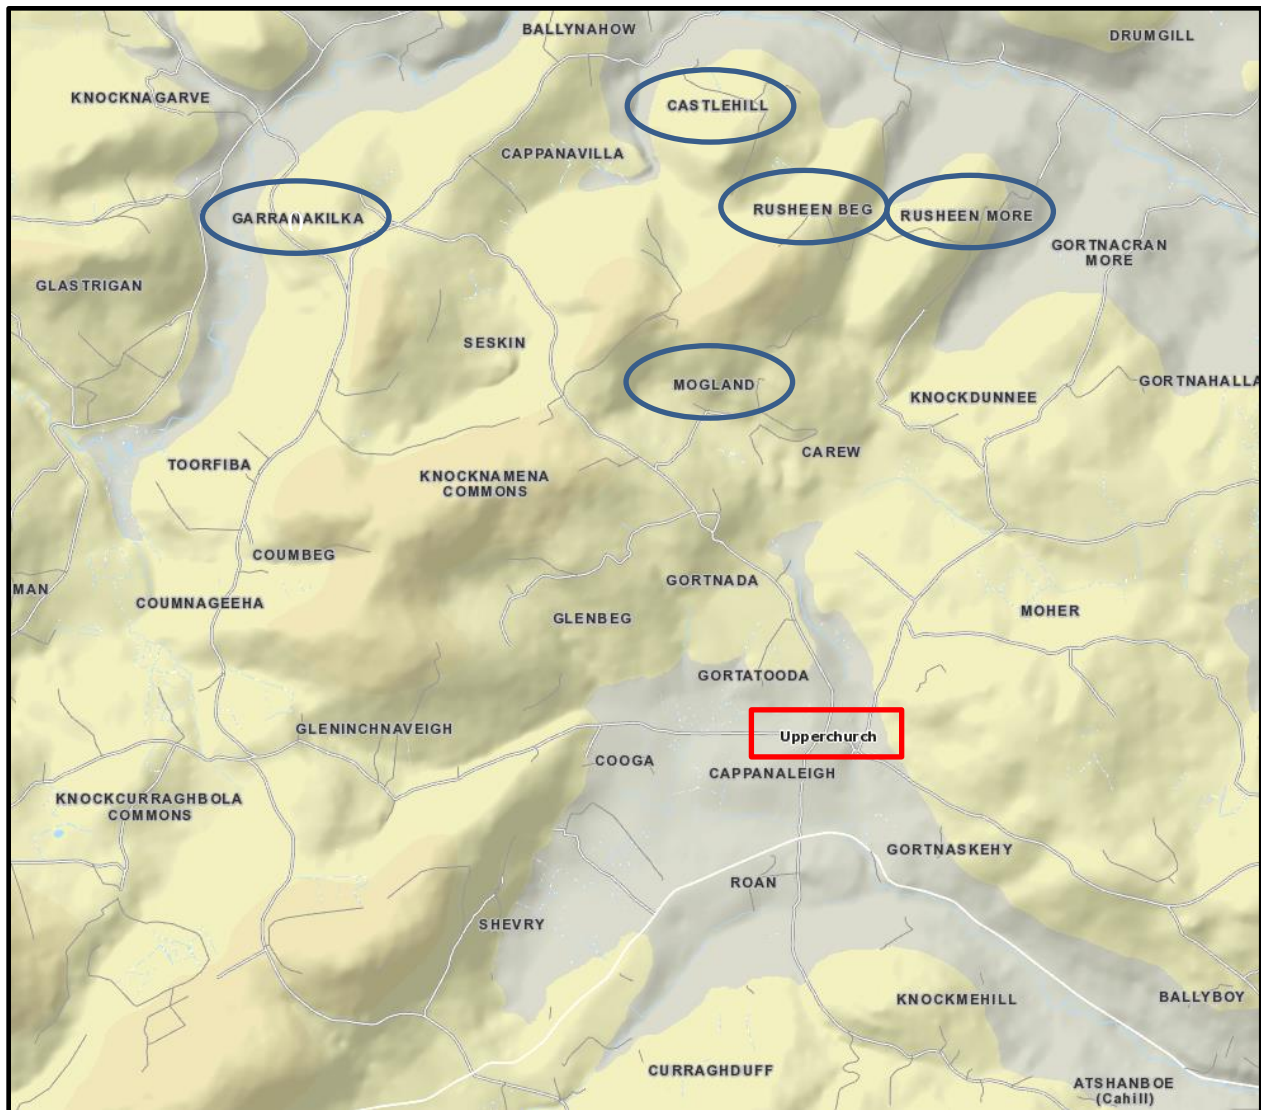 BALLYNAHOW
DRUMGILL
KNOCKNAGARVE
CASTLEHILL
CAPPANAVILLA
GARRANAKILKA
RUSHEEN BEG
RUSHEEN MORE
GORTNACRAN
MORE
GLASTRIGAN
SESKIN
MOGLAND
GORTNAHALLA
KNOCKDUNNEE
CAREW
TOORFIBA
KNOCKNAMENA
COMMONS
COUMBEG
GORTNADA
MAN
COUMNAGEEHA
GLENBEG
MOHER
GORTATOODA
GLENINCHNAVEIGH
Upperchurch
COOGA
CAPPANALEIGH
KNOCKCURRAGHBOLA
COMMONS
GORTNASKEHY
ROAN
SHEVRY
KNOCKMEHILL
BALLYBOY
CURRAGHDUFF
ATSHANBOE
(Cahill)